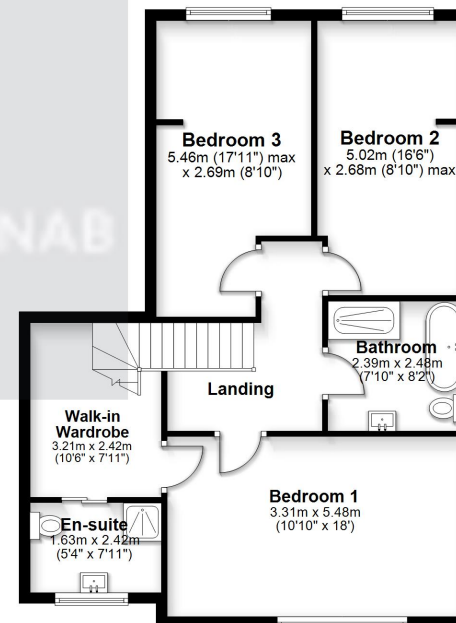 Bedroom 3
5.46m (17'11") max
x 2.69m (8'10")
Bedroom 2
5.02m (16'6")
x 2.68m (8'10") max
NAB
Bathroom
2.39m x 2.48m
(7'10" x 8'2")
Landing
Walk-in
Wardrobe
3.21m x 2.42m
(10'6" x 7'11")
Bedroom 1
3.31m x 5.48m
(10'10" x 18')
En-suite
1.63m x 2.42m
(5'4" x 7'11")